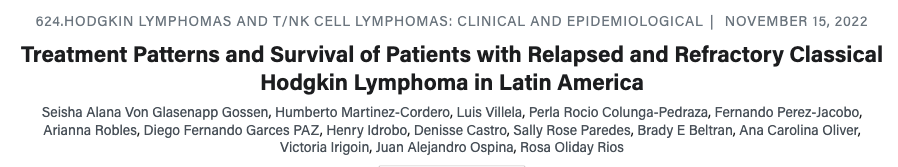 624.HODGKIN LYMPHOMAS AND T/NK CELL LYMPHOMAS: CLINICAL AND EPIDEMIOLOGICAL | NOVEMBER 15, 2022
Treatment Patterns and Survival of Patients with Relapsed and Refractory Classical
Hodgkin Lymphoma in Latin America
Seisha Alana Von Glasenapp Gossen, Humberto Martinez-Cordero, Luis Villela, Perla Rocio Colunga-Pedraza, Fernando Perez-Jacobo,
Arianna Robles, Diego Fernando Garces PAZ, Henry Idrobo, Denisse Castro, Sally Rose Paredes, Brady E Beltran, Ana Carolina Oliver,
Victoria Irigoin, Juan Alejandro Ospina, Rosa Oliday Rios